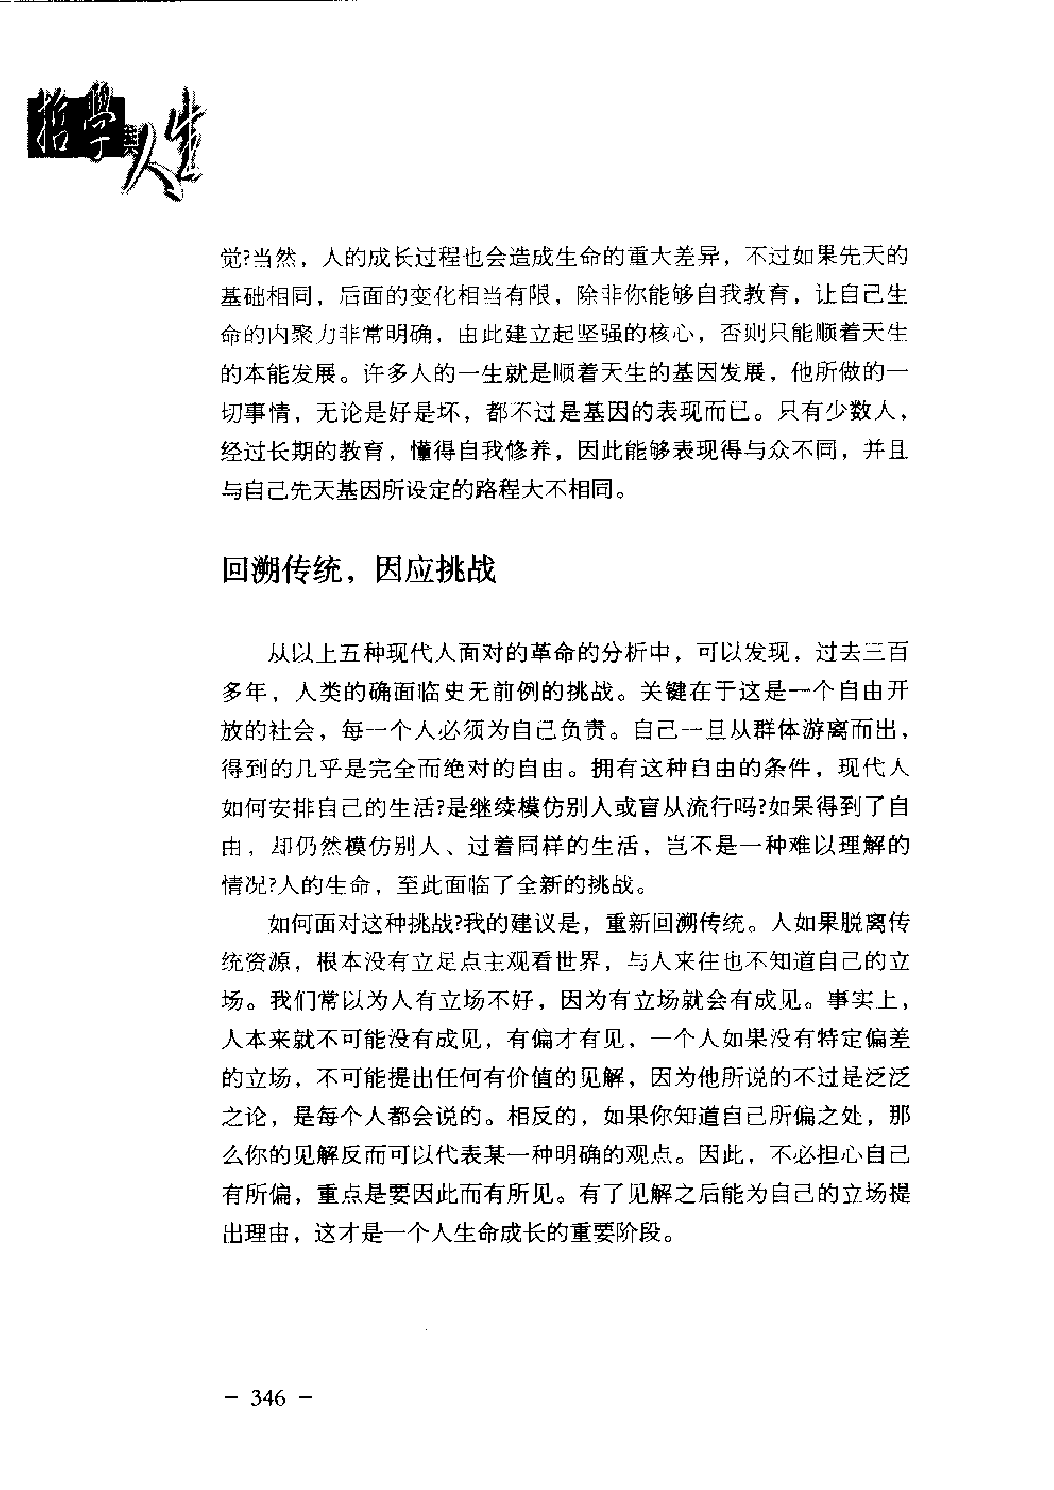 哲學與人生
觉?当然，人的成长过程也会造成生命的重大差异，不过如果先天的
基础相同，后面的变化相当有限，除非你能够自我教育，让自己生
命的内聚力非常明确，由此建立起坚强的核心，否则只能顺着天生
的本能发展。许多人的一生就是顺着天生的基因发展，他所做的一
切事情，无论是好是坏，都不过是基因的表现而已。只有少数人，
经过长期的教育，懂得自我修养，因此能够表现得与众不同，并且
与自己先天基因所设定的路程大不相同。
回溯传统，因应挑战
从以上五种现代人面对的革命的分析中，可以发现，过去三百
多年，人类的确面临史无前例的挑战。关键在于这是一个自由开
放的社会，每一个人必须为自己负责。自己一旦从群体游离而出，
得到的几乎是完全而绝对的自由。拥有这种自由的条件，现代人
如何安排自己的生活?是继续模仿别人或盲从流行吗?如果得到了自
由，却仍然模仿别人、过着同样的生活，岂不是一种难以理解的
情况?人的生命，至此面临了全新的挑战。
如何面对这种挑战?我的建议是，重新回溯传统。人如果脱离传
统资源，根本没有立足点主观看世界，与人来往也不知道自己的立
场。我们常以为人有立场不好，因为有立场就会有成见。事实上，
人本来就不可能没有成见，有偏才有见，一个人如果没有特定偏差
的立场，不可能提出任何有价值的见解，因为他所说的不过是泛泛
之论，是每个人都会说的。相反的，如果你知道自己所偏之处，那
么你的见解反而可以代表某一种明确的观点。因此，不必担心自己
有所偏，重点是要因此而有所见。有了见解之后能为自己的立场提
出理由，这才是一个人生命成长的重要阶段。
- 346 -